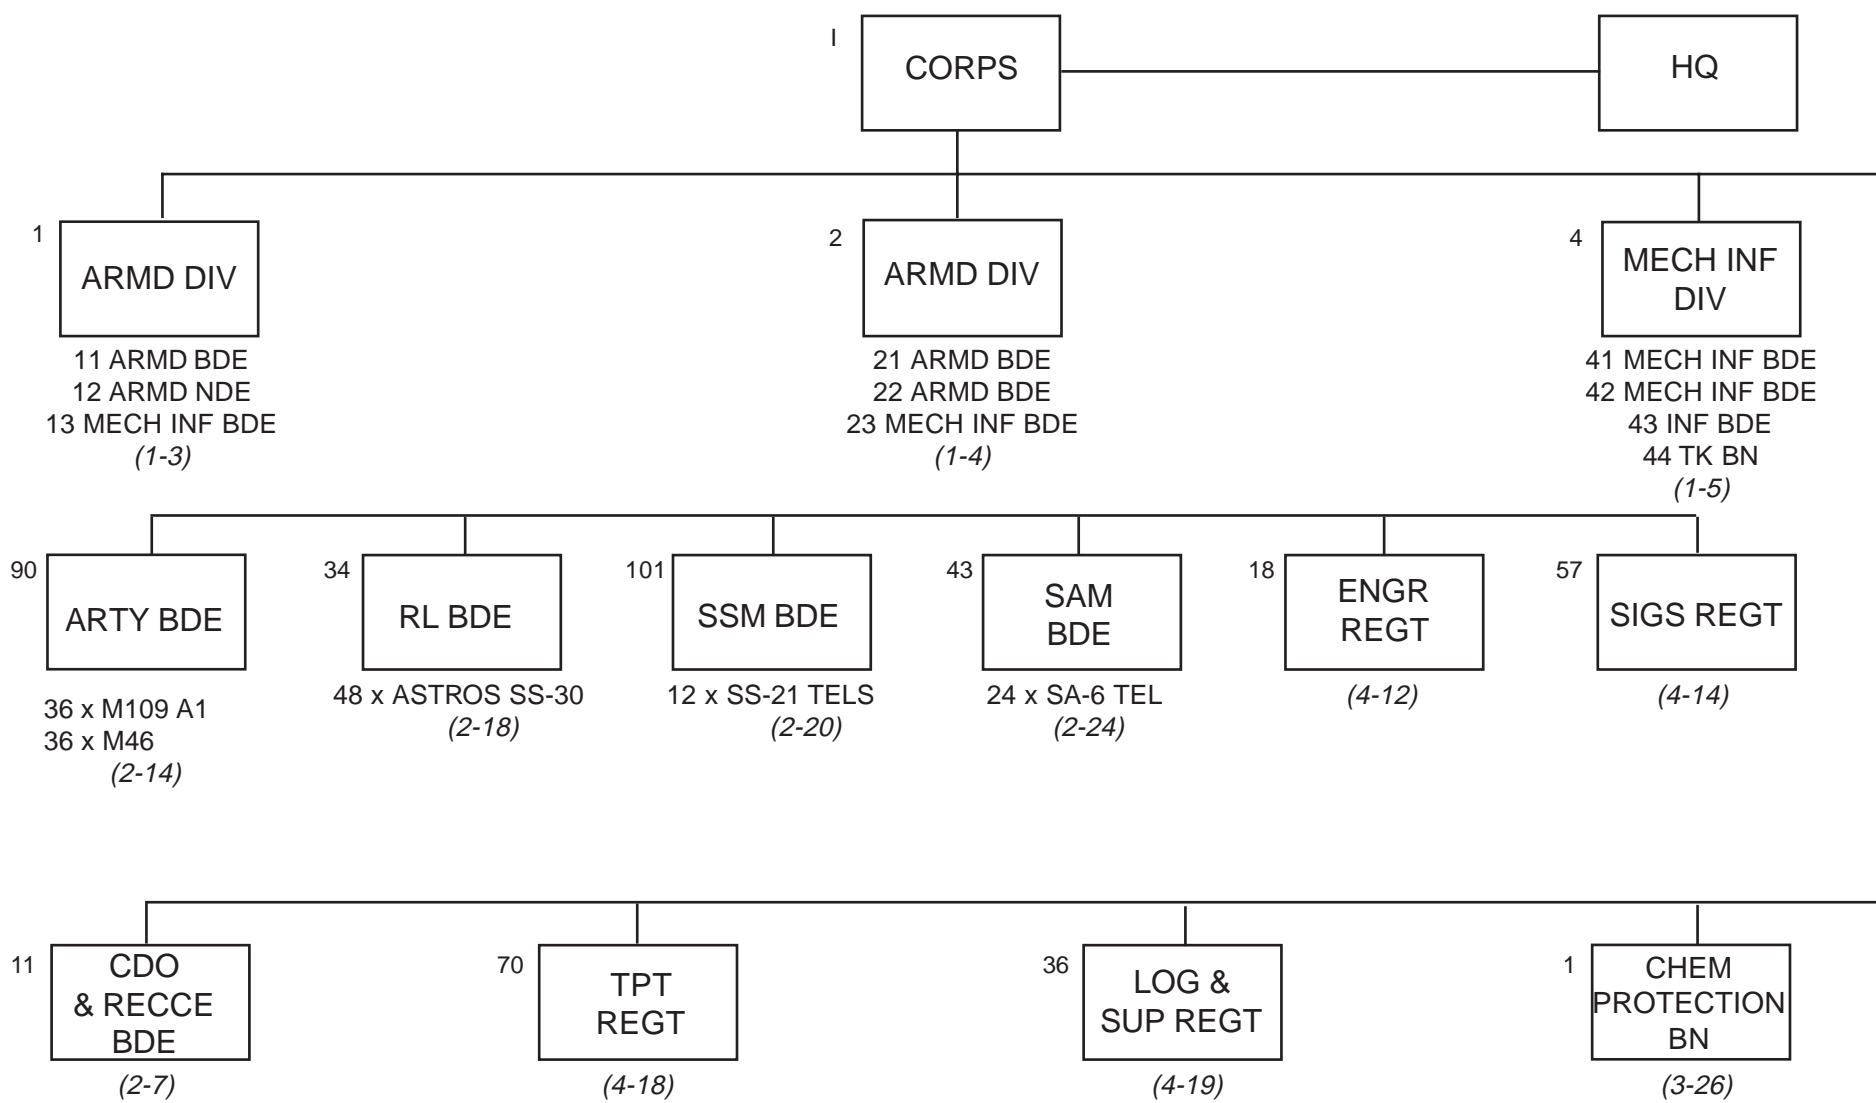 I
CORPS
HQ
1
ARMD DIV
11 ARMD BDE
12 ARMD NDE
13 MECH INF BDE
(1-3)
2
ARMD DIV
21 ARMD BDE
22 ARMD BDE
23 MECH INF BDE
(1-4)
4
MECH INF
DIV
41 MECH INF BDE
42 MECH INF BDE
43 INF BDE
44 TK BN
(1-5)
90
ARTY BDE
36 x M109 A1
36 x M46
(2-14)
34
RL BDE
48 x ASTROS SS-30
(2-18)
101
SSM BDE
12 x SS-21 TELS
(2-20)
43
SAM
BDE
24 x SA-6 TEL
(2-24)
18
ENGR
REGT
(4-12)
57
SIGS REGT
(4-14)
11
CDO
& RECCE
BDE
(2-7)
70
TPT
REGT
(4-18)
36
LOG &
SUP REGT
(4-19)
1
CHEM
PROTECTION
BN
(3-26)